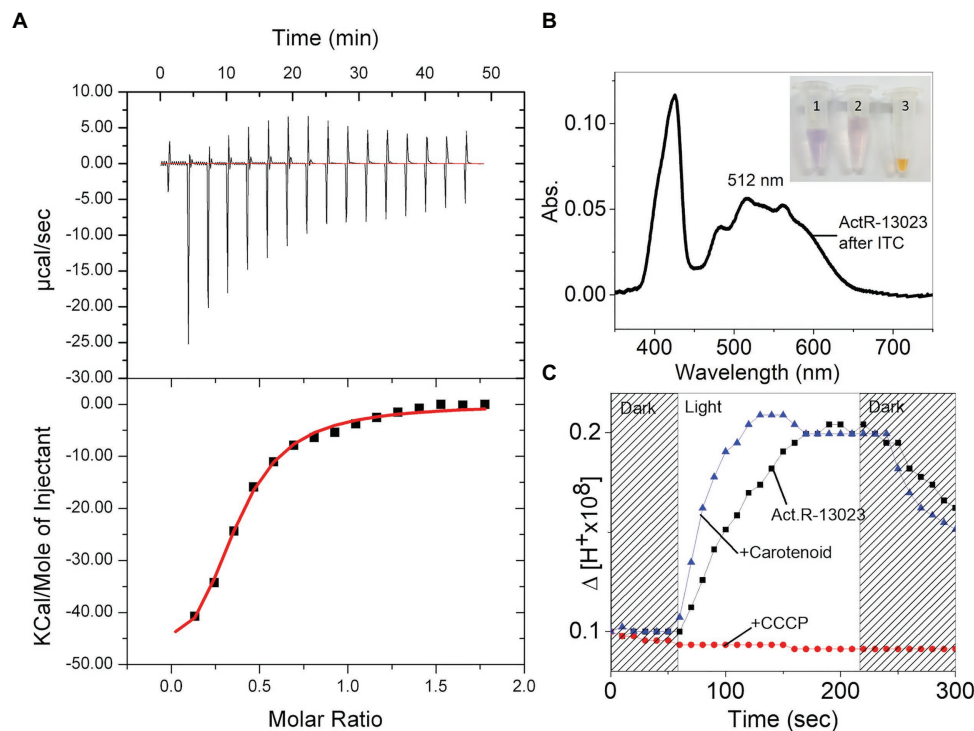 A
Time (min)
0 10 20 30 40 50
5.00
0.00
-5.00
-10.00
-15.00
-20.00
-25.00
-30.00
µcal/sec
0.00
-10.00
-20.00
-30.00
-40.00
-50.00
KCal/Mole of Injectant
0.0 0.5 1.0 1.5 2.0
Molar Ratio
B
1 2 3
0.10
0.05
0.00
Abs.
512 nm
ActR-13023
after ITC
400 500 600 700
Wavelength (nm)
C
Dark Light Dark
0.2
0.1
Δ [H⁺x10⁸]
Act.R-13023
+Carotenoid
+CCCP
0 100 200 300
Time (sec)